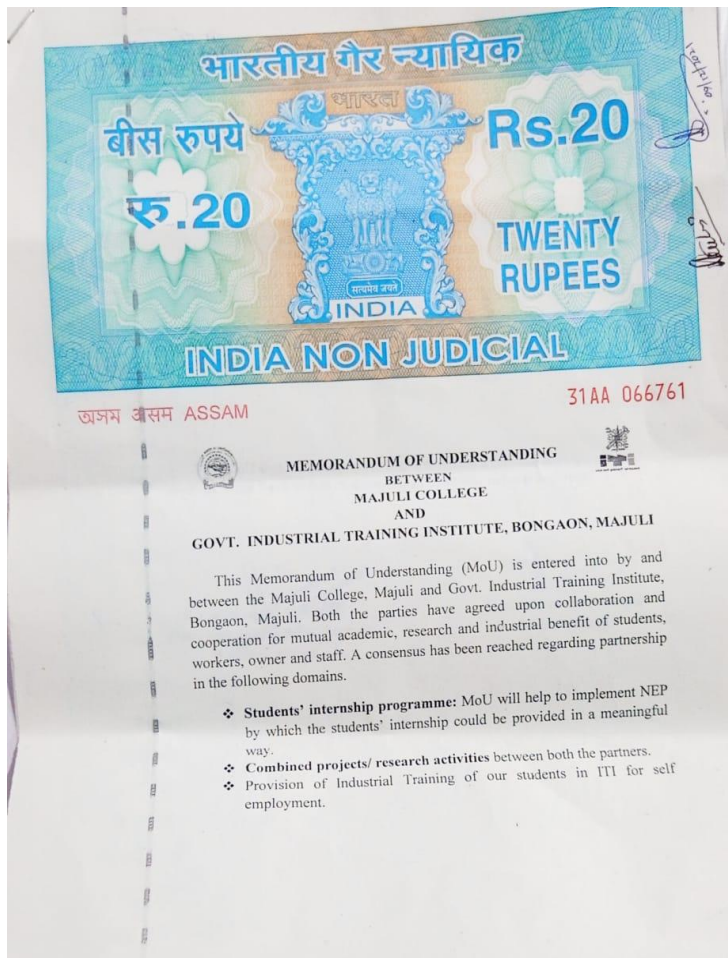 भारतीय गैर न्यायिक
भारत
बीस रुपये
Rs.20
रु.20
TWENTY
RUPEES
सत्यमेव जयते
INDIA
INDIA NON JUDICIAL
অসম असम ASSAM
31AA 066761
MEMORANDUM OF UNDERSTANDING
BETWEEN
MAJULI COLLEGE
AND
GOVT. INDUSTRIAL TRAINING INSTITUTE, BONGAON, MAJULI
This Memorandum of Understanding (MoU) is entered into by and
between the Majuli College, Majuli and Govt. Industrial Training Institute,
Bongaon, Majuli. Both the parties have agreed upon collaboration and
cooperation for mutual academic, research and industrial benefit of students,
workers, owner and staff. A consensus has been reached regarding partnership
in the following domains.
❖ Students' internship programme: MoU will help to implement NEP
by which the students' internship could be provided in a meaningful
way.
❖ Combined projects/ research activities between both the partners.
❖ Provision of Industrial Training of our students in ITI for self
employment.